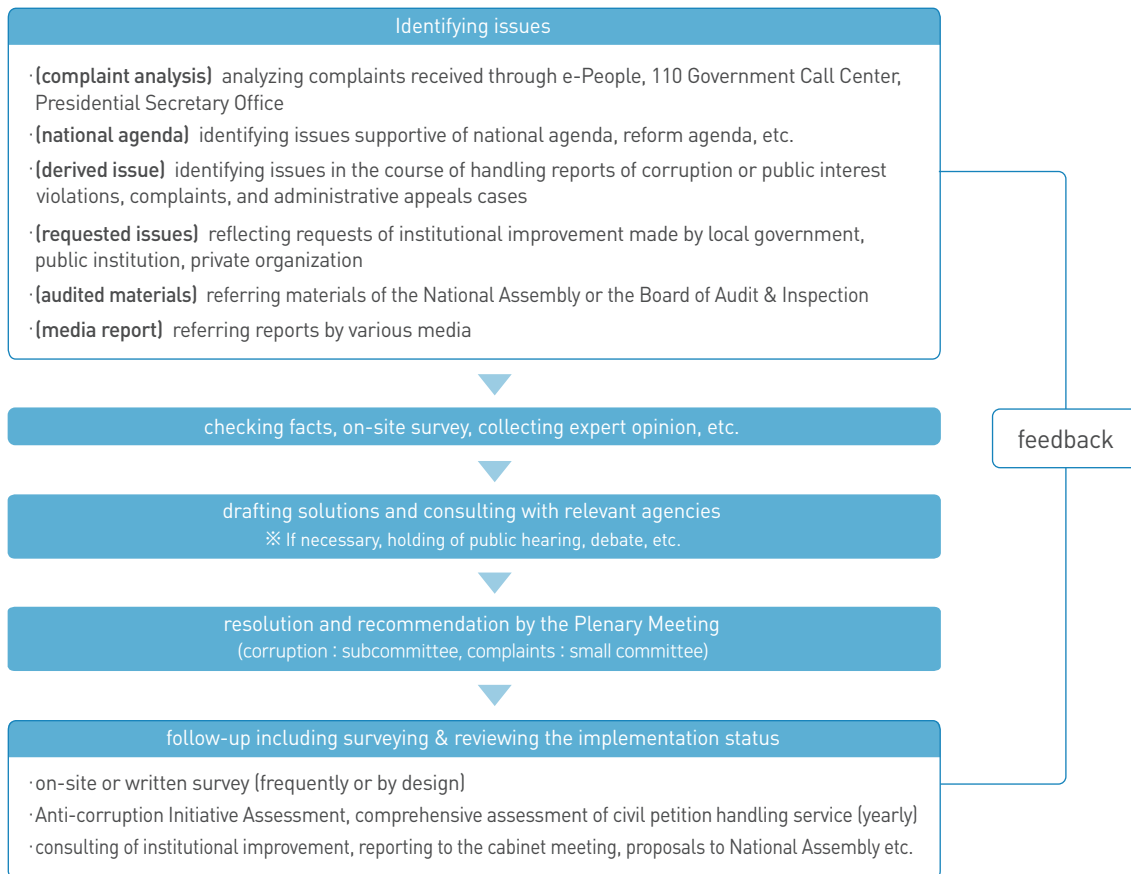 Identifying issues
·(complaint analysis) analyzing complaints received through e-People, 110 Government Call Center,
Presidential Secretary Office
·(national agenda) identifying issues supportive of national agenda, reform agenda, etc.
·(derived issue) identifying issues in the course of handling reports of corruption or public interest
violations, complaints, and administrative appeals cases
·(requested issues) reflecting requests of institutional improvement made by local government,
public institution, private organization
·(audited materials) referring materials of the National Assembly or the Board of Audit & Inspection
·(media report) referring reports by various media
checking facts, on-site survey, collecting expert opinion, etc.
feedback
drafting solutions and consulting with relevant agencies
※ If necessary, holding of public hearing, debate, etc.
resolution and recommendation by the Plenary Meeting
(corruption : subcommittee, complaints : small committee)
follow-up including surveying & reviewing the implementation status
·on-site or written survey (frequently or by design)
·Anti-corruption Initiative Assessment, comprehensive assessment of civil petition handling service (yearly)
·consulting of institutional improvement, reporting to the cabinet meeting, proposals to National Assembly etc.